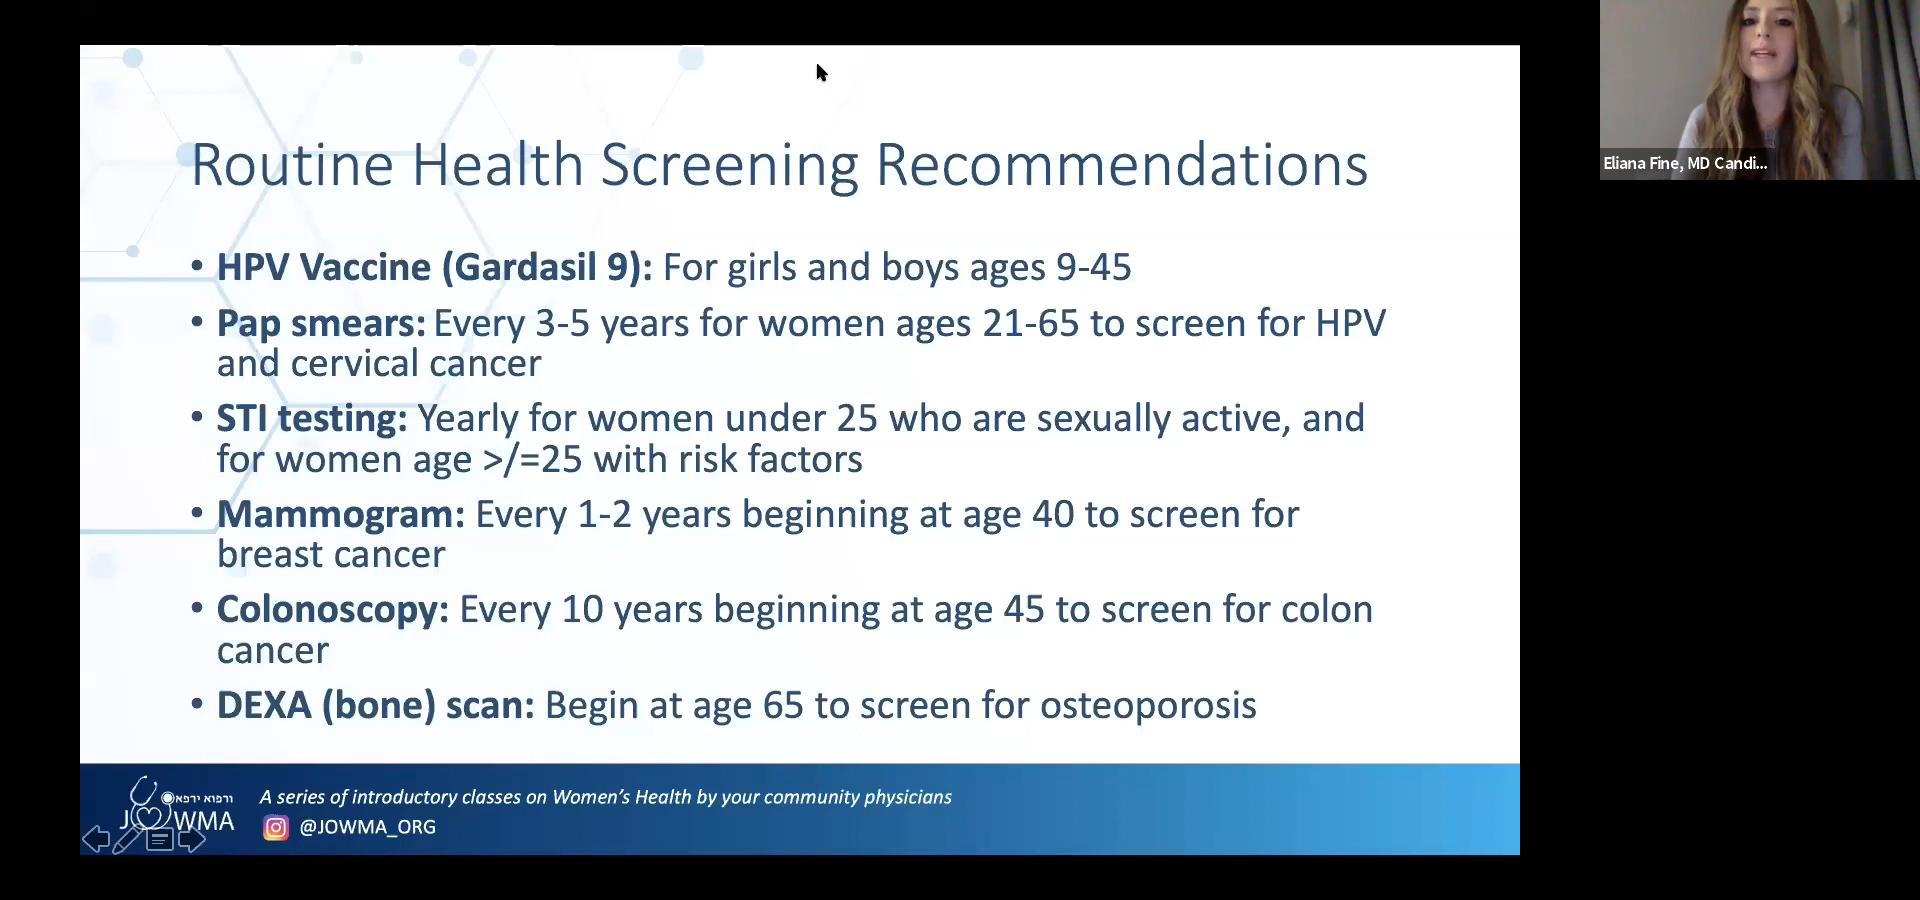 Routine Health Screening Recommendations
• HPV Vaccine (Gardasil 9): For girls and boys ages 9-45
• Pap smears: Every 3-5 years for women ages 21-65 to screen for HPV
and cervical cancer
• STI testing: Yearly for women under 25 who are sexually active, and
for women age >/=25 with risk factors
• Mammogram: Every 1-2 years beginning at age 40 to screen for
breast cancer
• Colonoscopy: Every 10 years beginning at age 45 to screen for colon
cancer
• DEXA (bone) scan: Begin at age 65 to screen for osteoporosis
ורפוא ירפא
JOWMA
A series of introductory classes on Women's Health by your community physicians
@JOWMA_ORG
Eliana Fine, MD Candi...